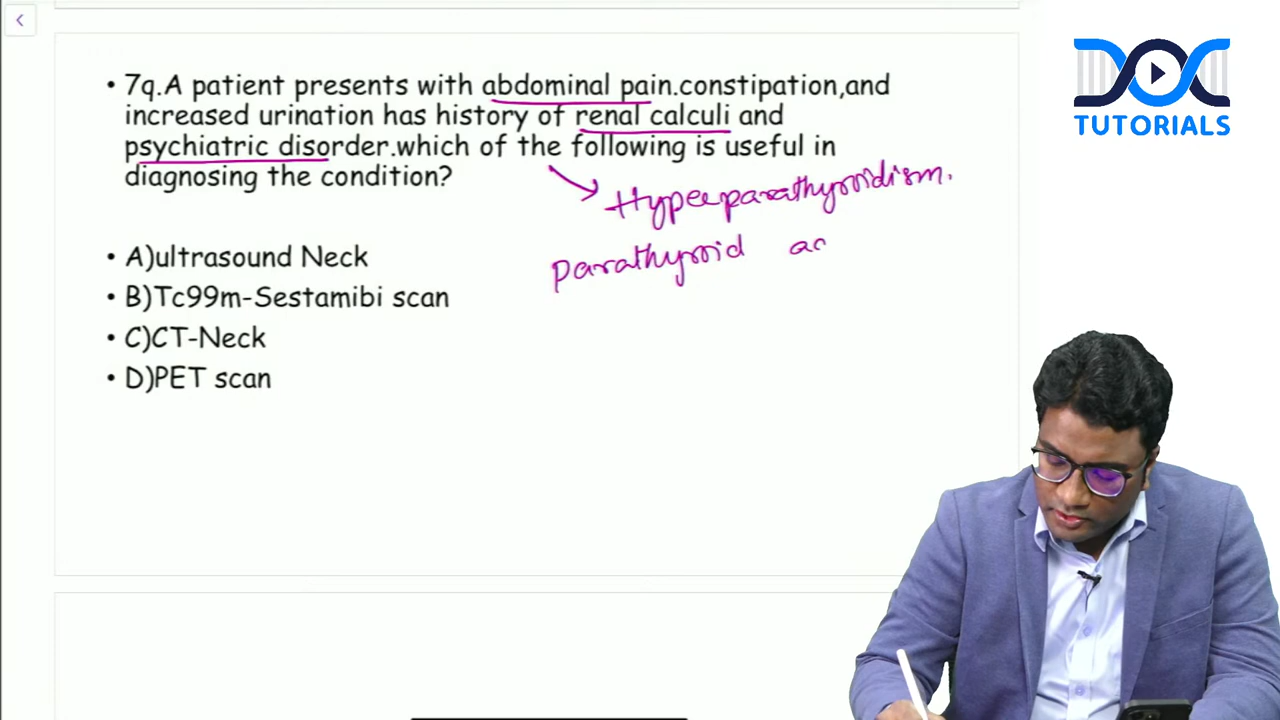 • 7q.A patient presents with abdominal pain.constipation,and
increased urination has history of renal calculi and
psychiatric disorder.which of the following is useful in
diagnosing the condition?
Hyperparathyroidism.
parathyroid ad
• A)ultrasound Neck
• B)Tc99m-Sestamibi scan
• C)CT-Neck
• D)PET scan
DOC
TUTORIALS